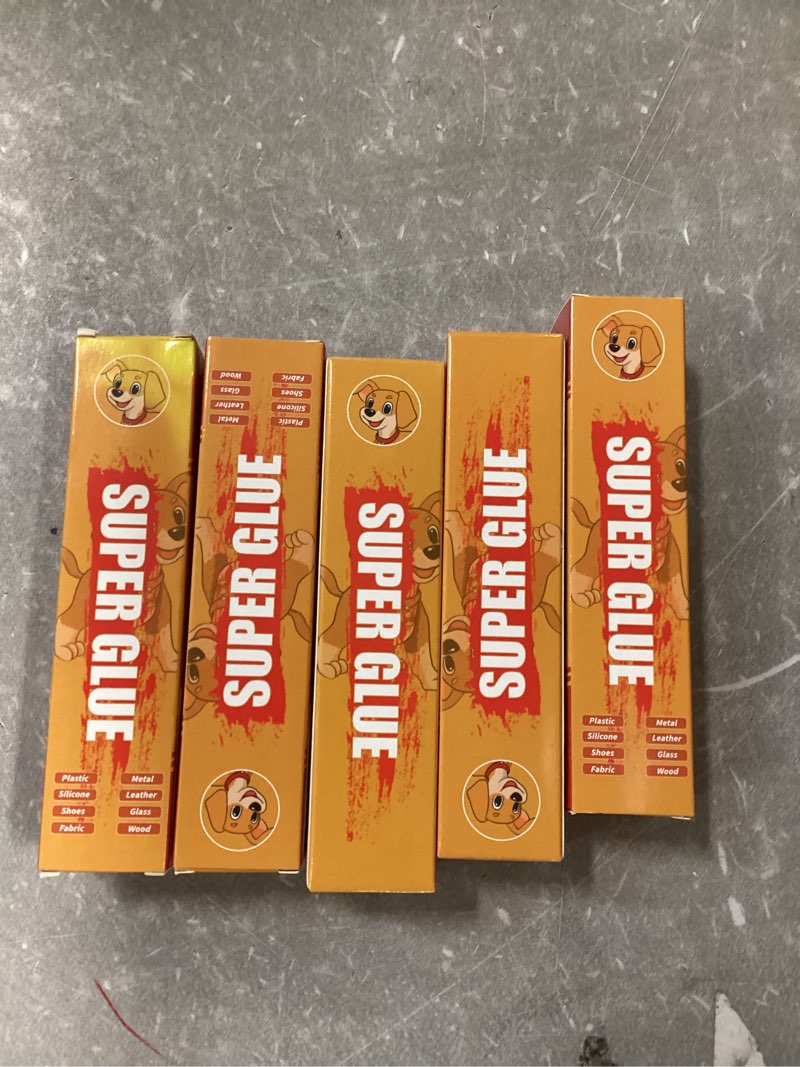 SUPER GLUE
Plastic Metal
Silicone Leather
Shoes Glass
Fabric Wood
SUPER GLUE
Plastic Metal
Silicone Leather
Shoes Glass
Fabric Wood
SUPER GLUE
SUPER GLUE
SUPER GLUE
Plastic Metal
Silicone Leather
Shoes Glass
Fabric Wood